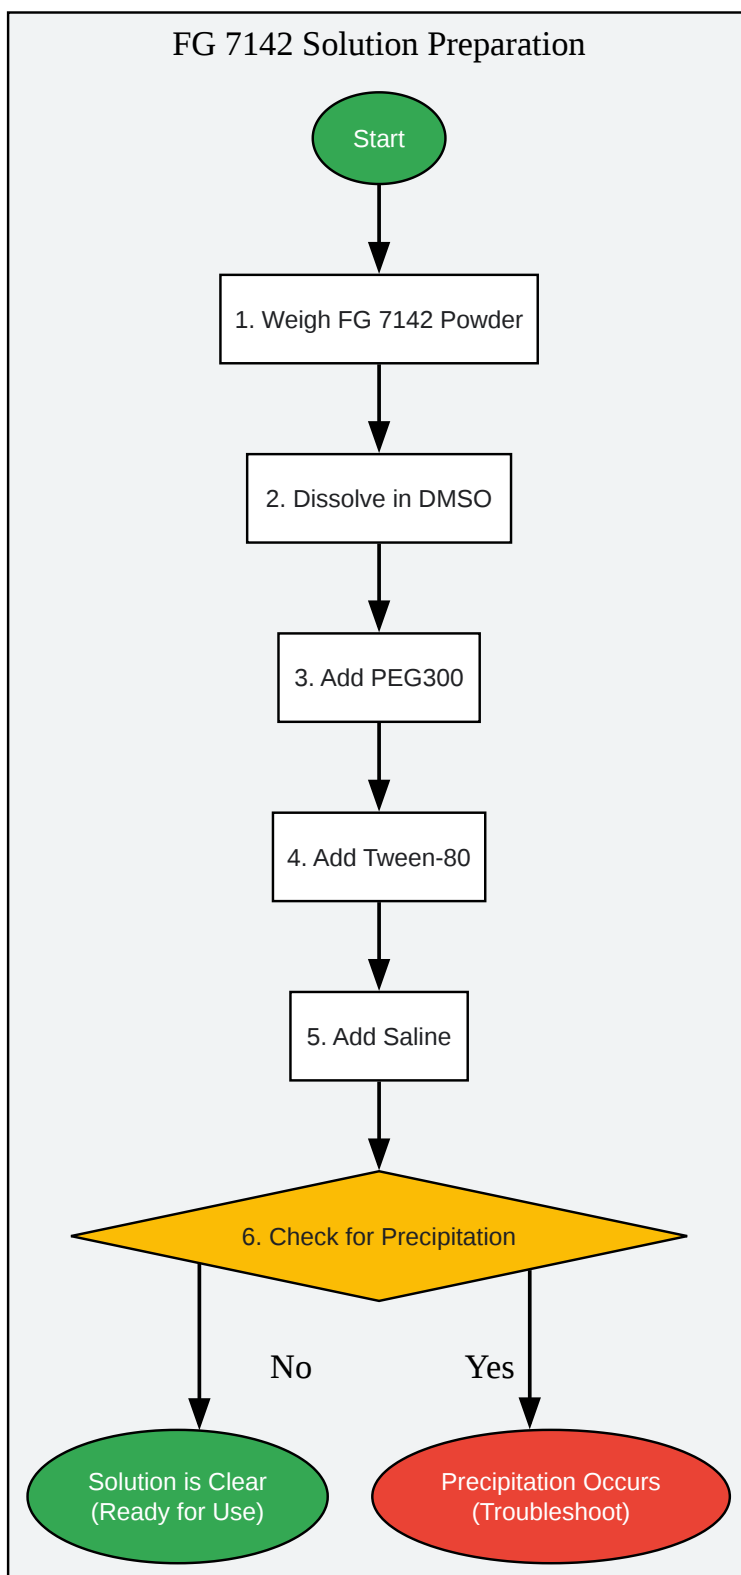 FG 7142 Solution Preparation
Start
1. Weigh FG 7142 Powder
2. Dissolve in DMSO
3. Add PEG300
4. Add Tween-80
5. Add Saline
6. Check for Precipitation
No
Yes
Solution is Clear
(Ready for Use)
Precipitation Occurs
(Troubleshoot)